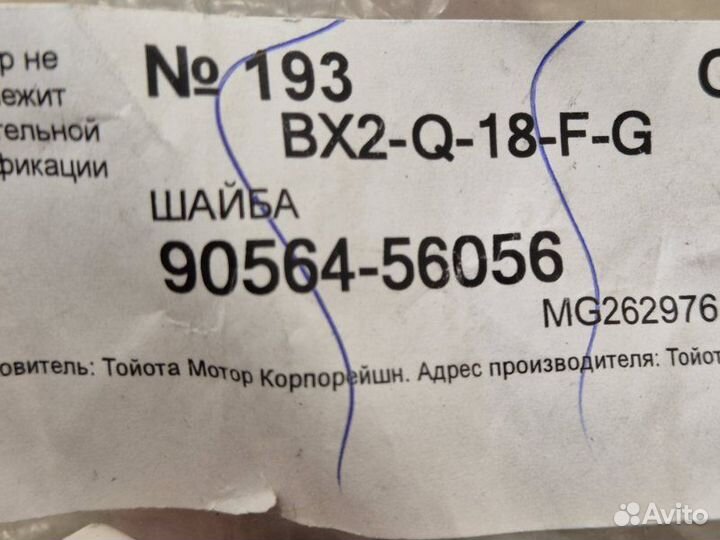 р не
ежит
тельной
фикации
№ 193
BX2-Q-18-F-G
ШАЙБА
90564-56056
MG262976
овитель: Тойота Мотор Корпорейшн. Адрес производителя: Тойот
Avito